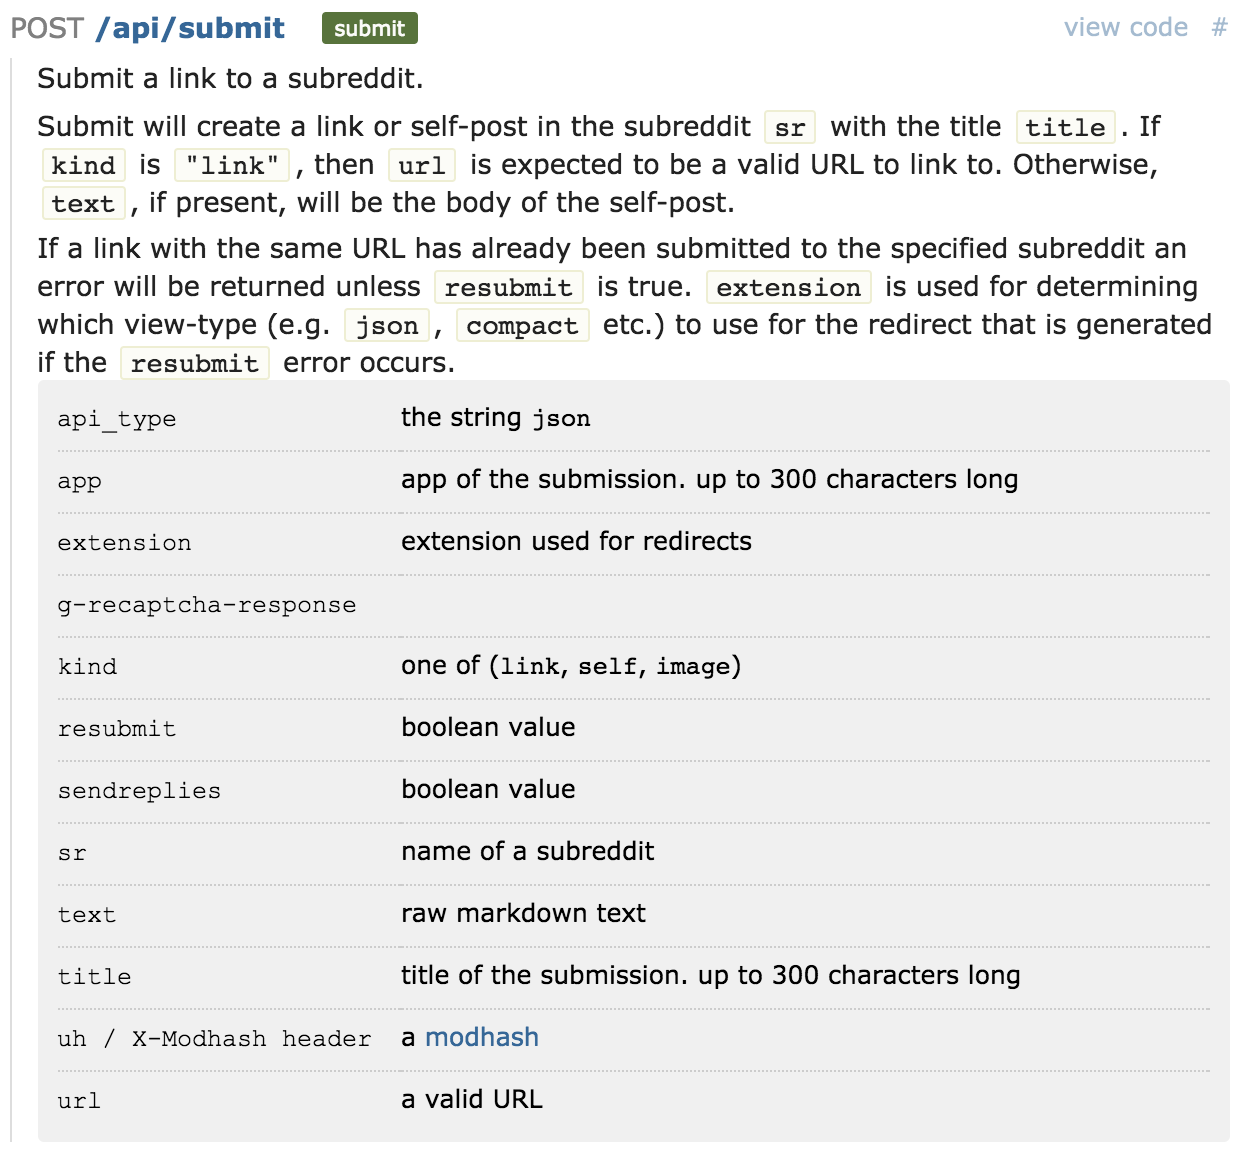 POST /api/submit submit view code #
Submit a link to a subreddit.
Submit will create a link or self-post in the subreddit sr with the title title . If
kind is "link" , then url is expected to be a valid URL to link to. Otherwise,
text , if present, will be the body of the self-post.
If a link with the same URL has already been submitted to the specified subreddit an
error will be returned unless resubmit is true. extension is used for determining
which view-type (e.g. json , compact etc.) to use for the redirect that is generated
if the resubmit error occurs.
api_type the string json
app app of the submission. up to 300 characters long
extension extension used for redirects
g-recaptcha-response
kind one of (link, self, image)
resubmit boolean value
sendreplies boolean value
sr name of a subreddit
text raw markdown text
title title of the submission. up to 300 characters long
uh / X-Modhash header a modhash
url a valid URL